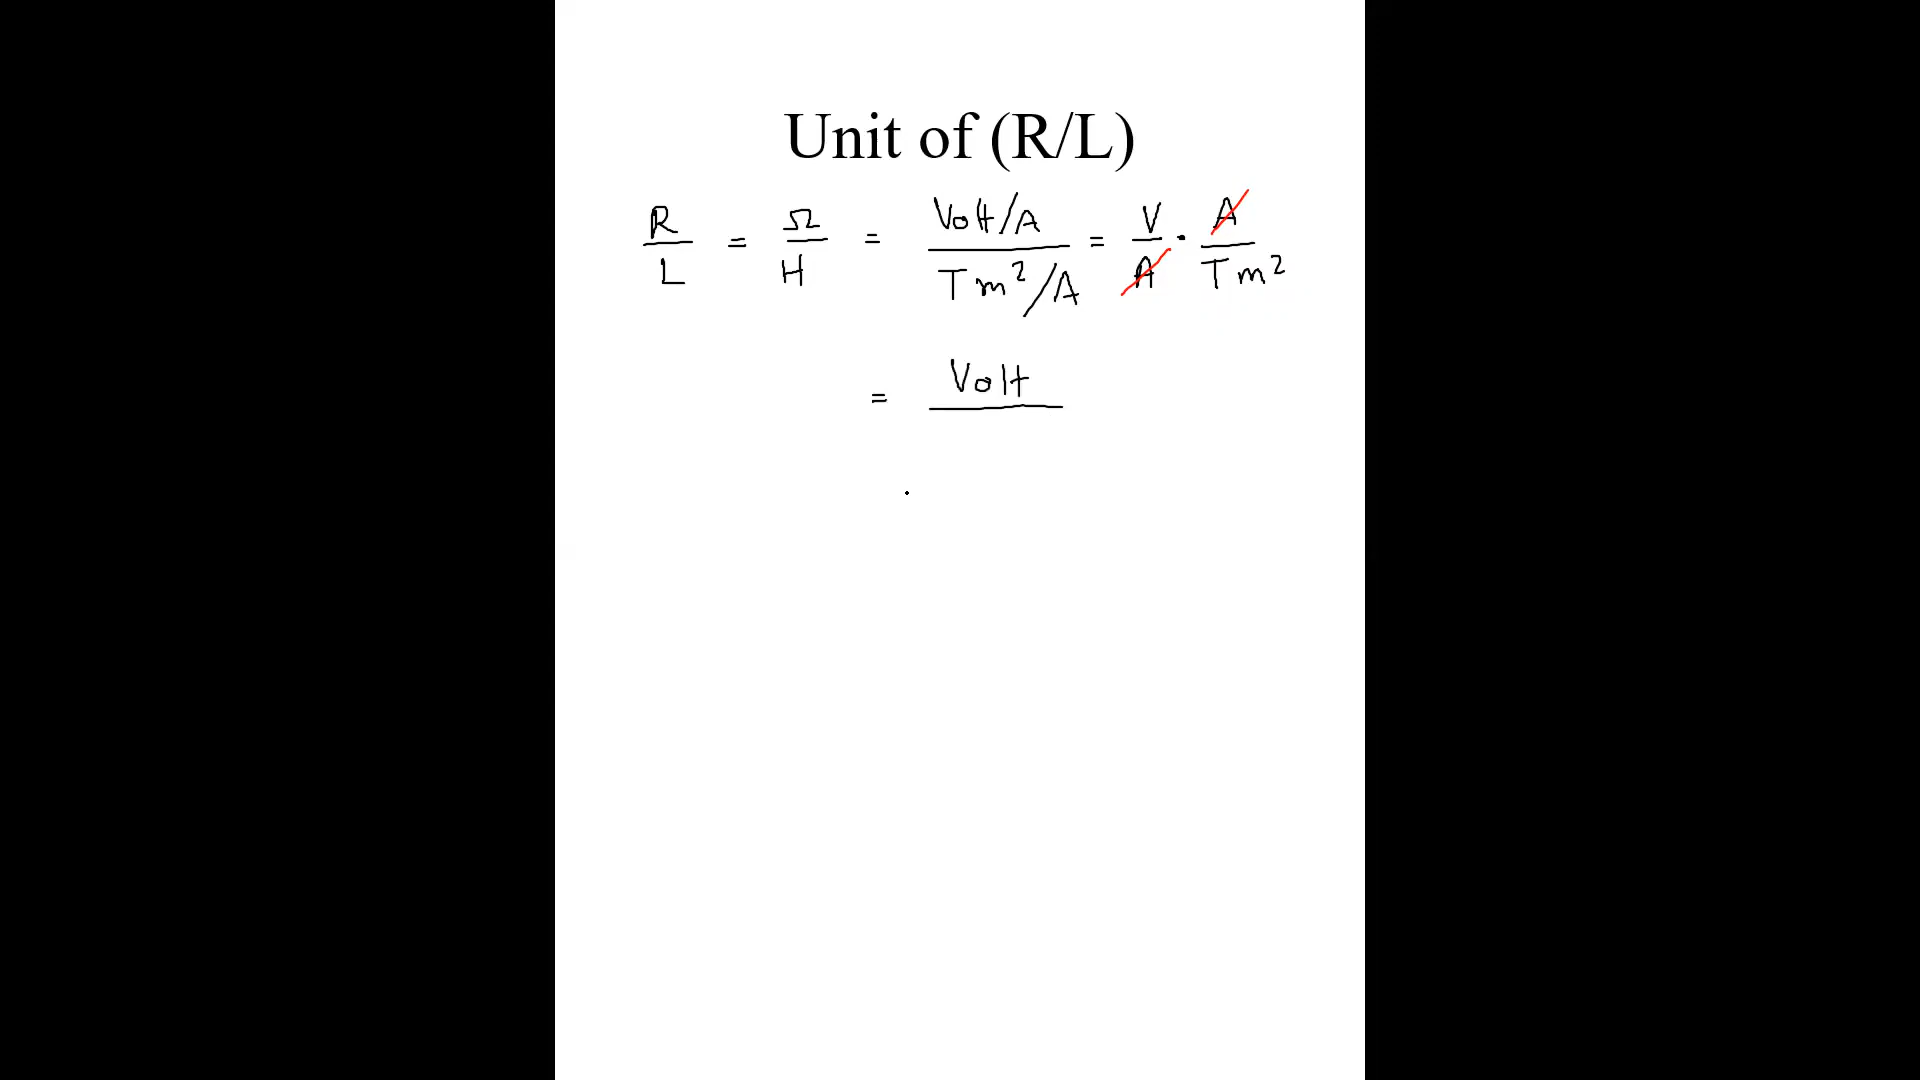 Unit of (R/L)
R/L = Ω/H = (Volt/A)/(Tm²/A) = V/A · A/Tm²
= Volt